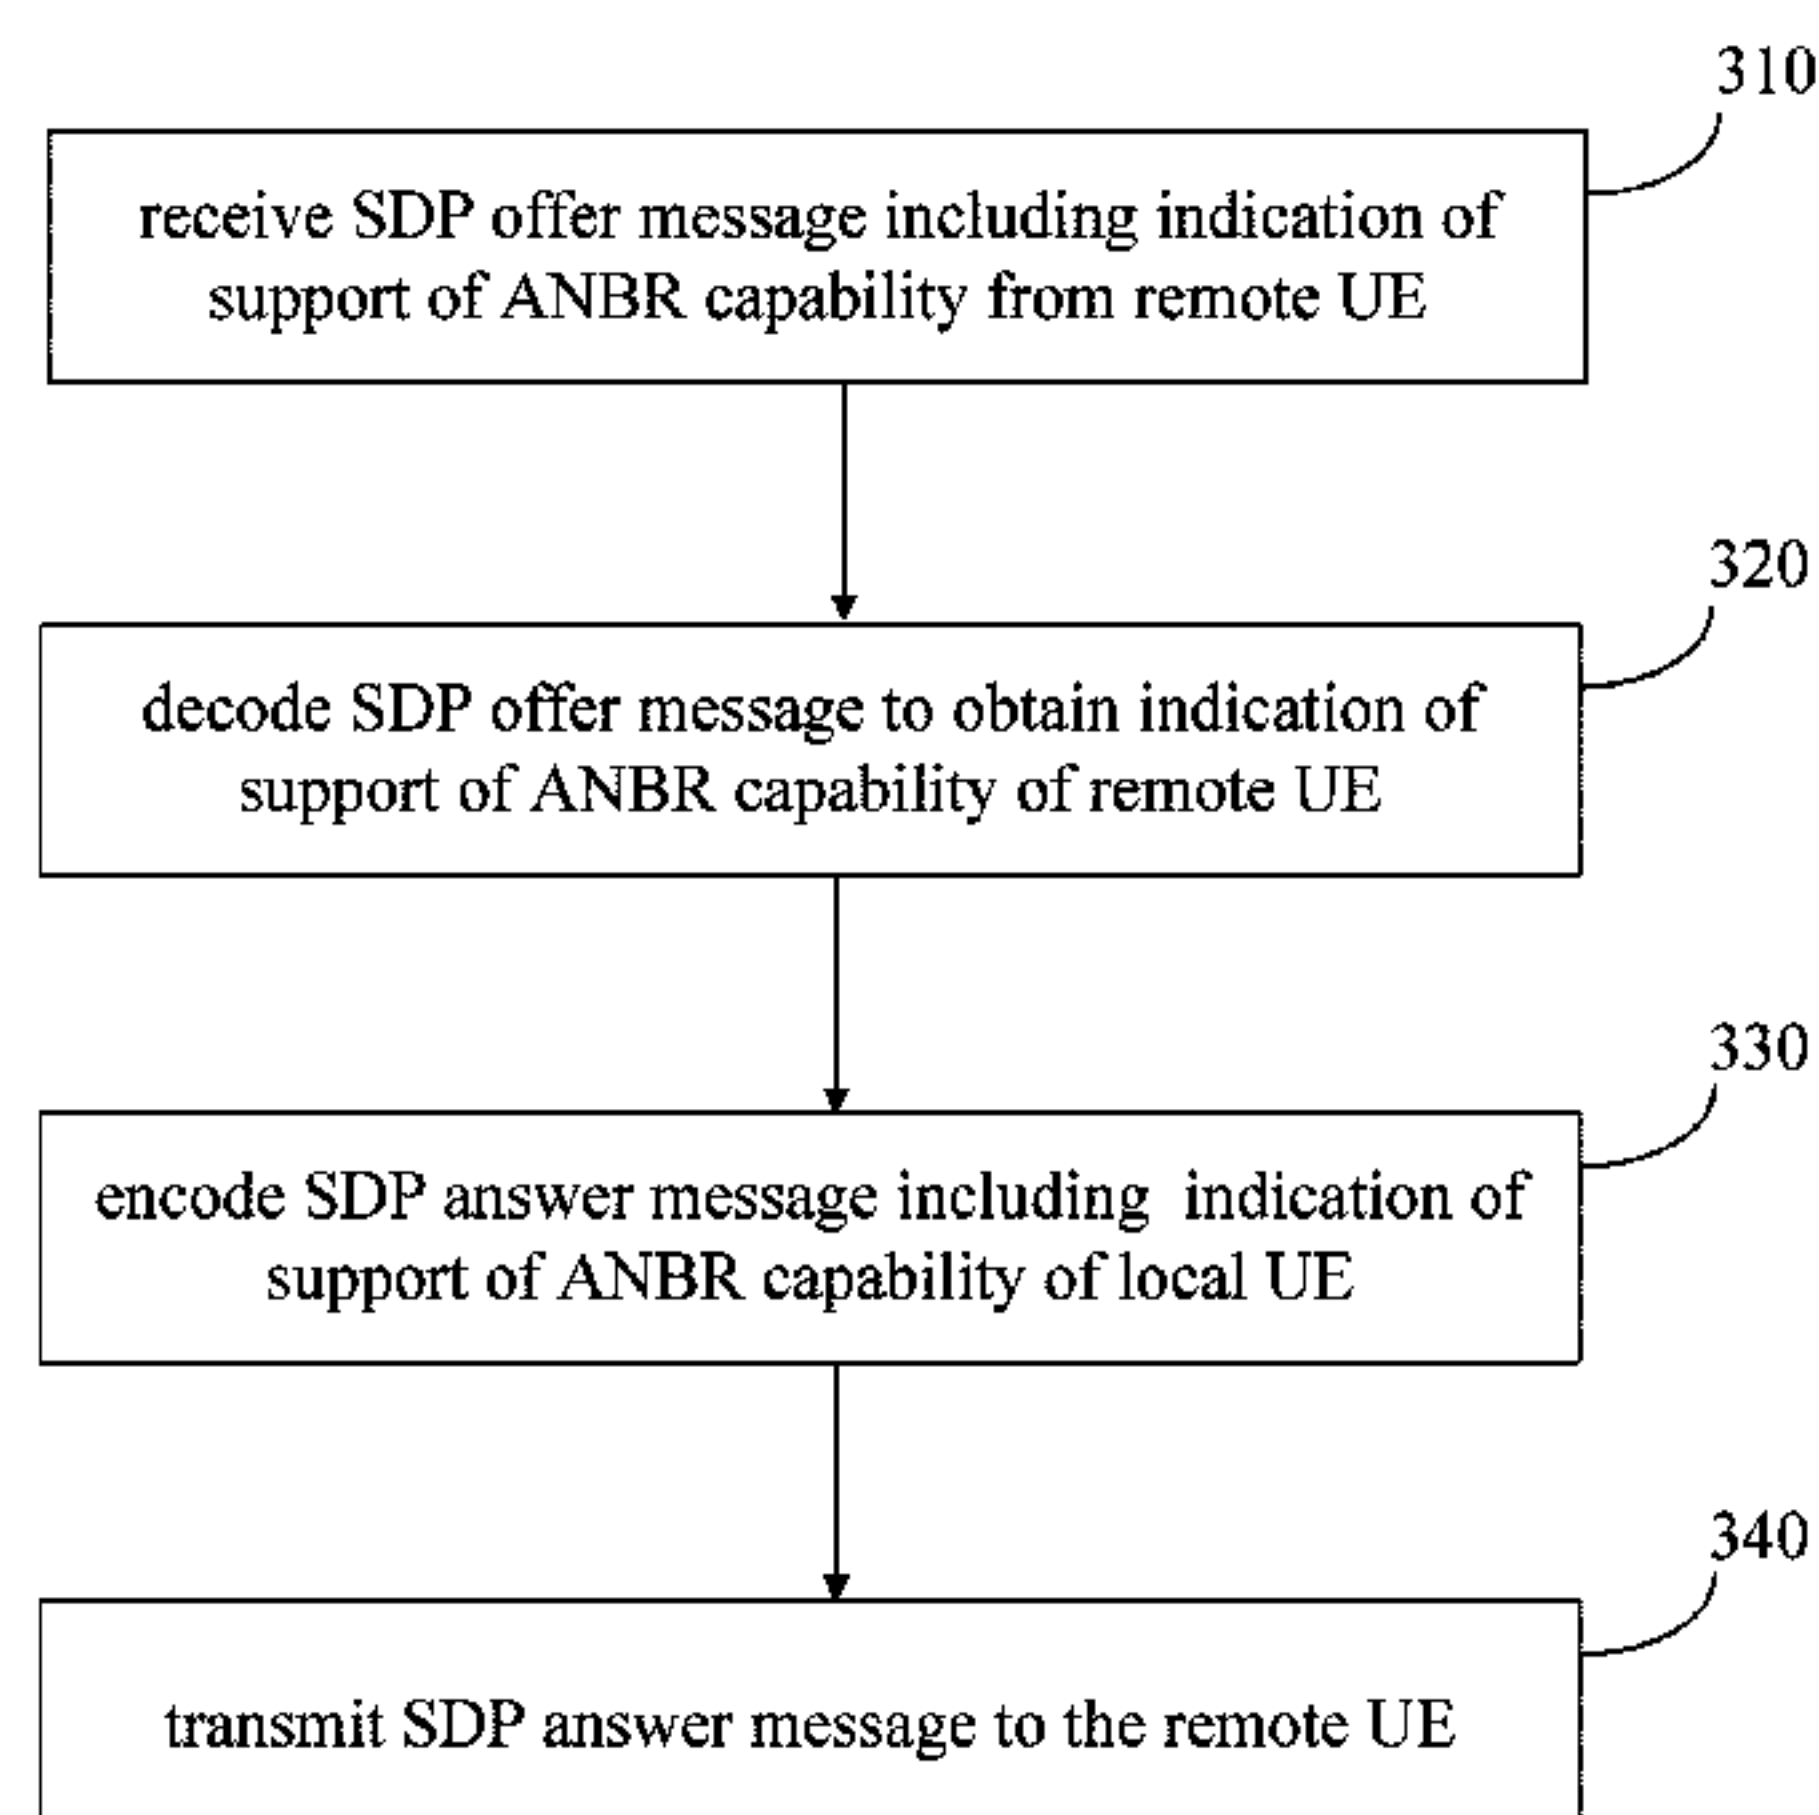 310
receive SDP offer message including indication of
support of ANBR capability from remote UE
320
decode SDP offer message to obtain indication of
support of ANBR capability of remote UE
330
encode SDP answer message including indication of
support of ANBR capability of local UE
340
transmit SDP answer message to the remote UE